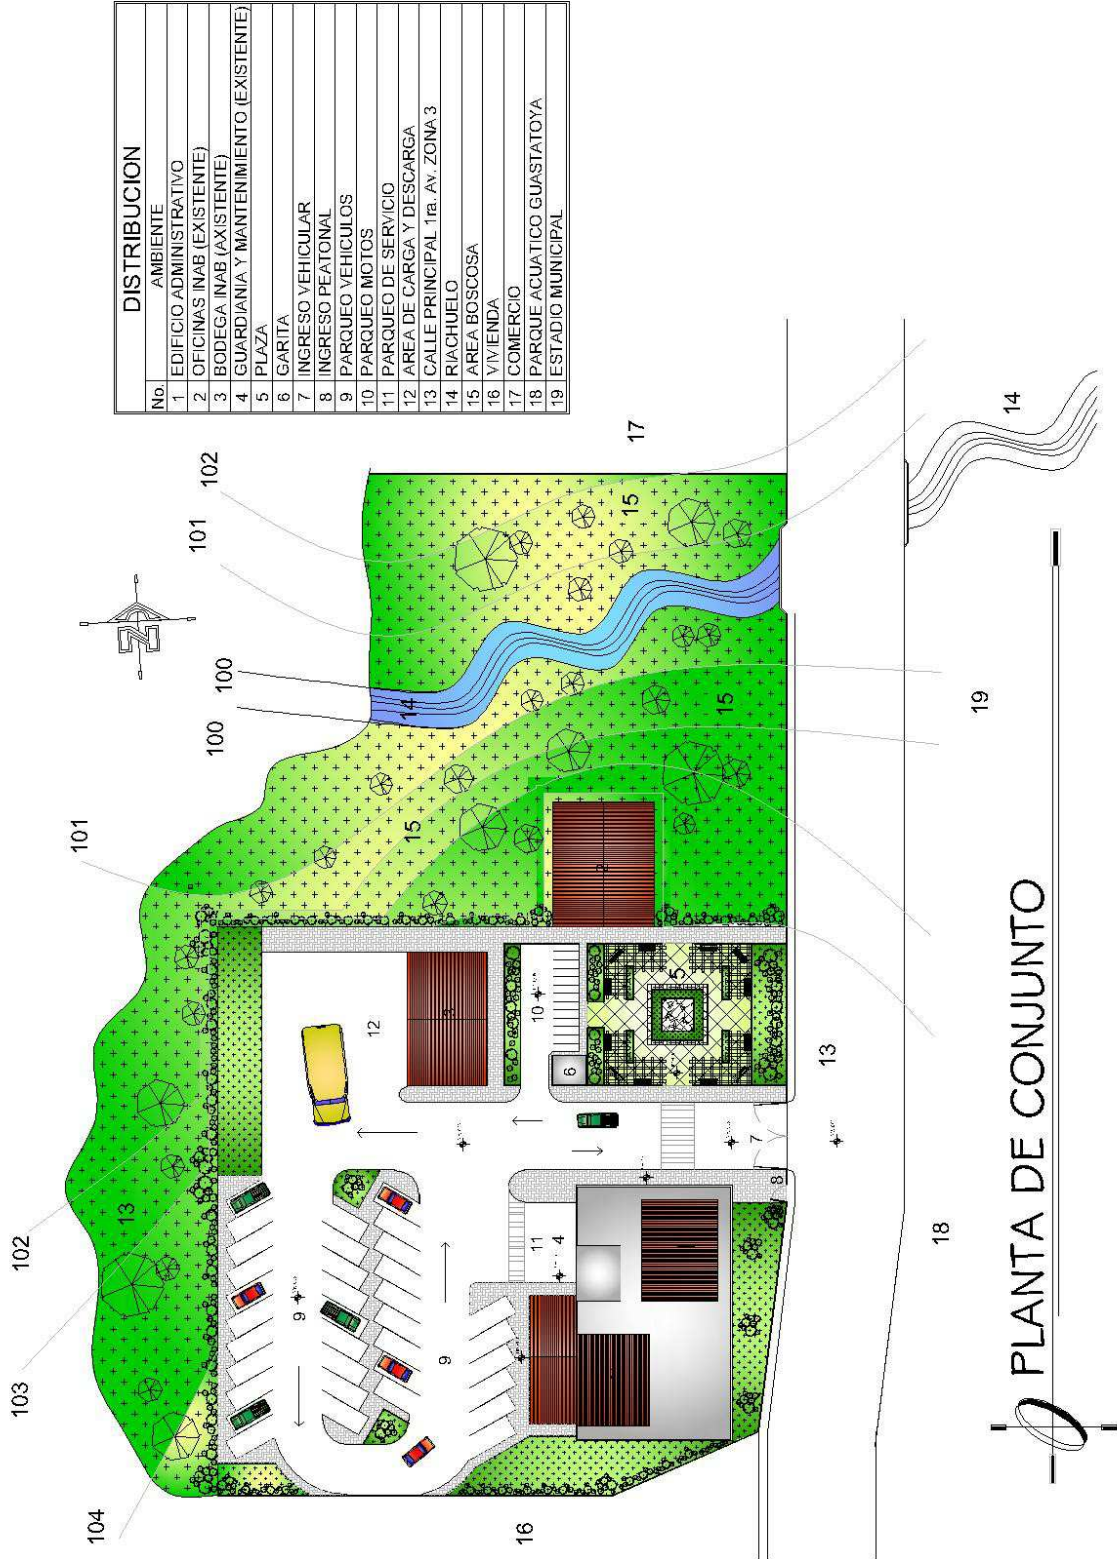 DISTRIBUCION
No. AMBIENTE
1 EDIFICIO ADMINISTRATIVO
2 OFICINAS INAB (EXISTENTE)
3 BODEGA INAB (AXISTENTE)
4 GUARDIANIA Y MANTENIMIENTO (EXISTENTE)
5 PLAZA
6 GARITA
7 INGRESO VEHICULAR
8 INGRESO PEATONAL
9 PARQUEO VEHICULOS
10 PARQUEO MOTOS
11 PARQUEO DE SERVICIO
12 AREA DE CARGA Y DESCARGA
13 CALLE PRINCIPAL 1ra. AV. ZONA 3
14 RIACHUELO
15 AREA BOSCOSA
16 VIVIENDA
17 COMERCIO
18 PARQUE ACUATICO GUASTATOYA
19 ESTADIO MUNICIPAL
103
102
101
104
N
13
101
102
100
100
9
12
14
15
3
9
10
11
4
6
2
16
15
17
5
15
7
8
13
18
19
14
PLANTA DE CONJUNTO